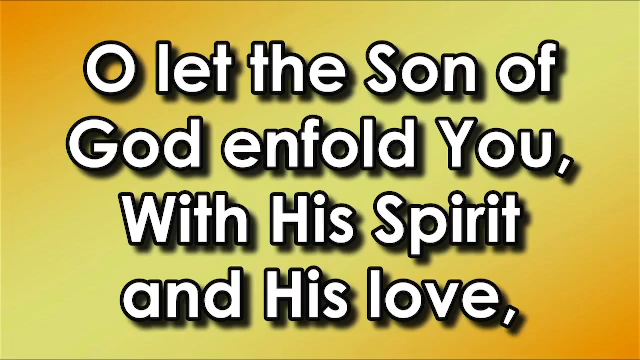 O let the Son of
God enfold You,
With His Spirit
and His love,